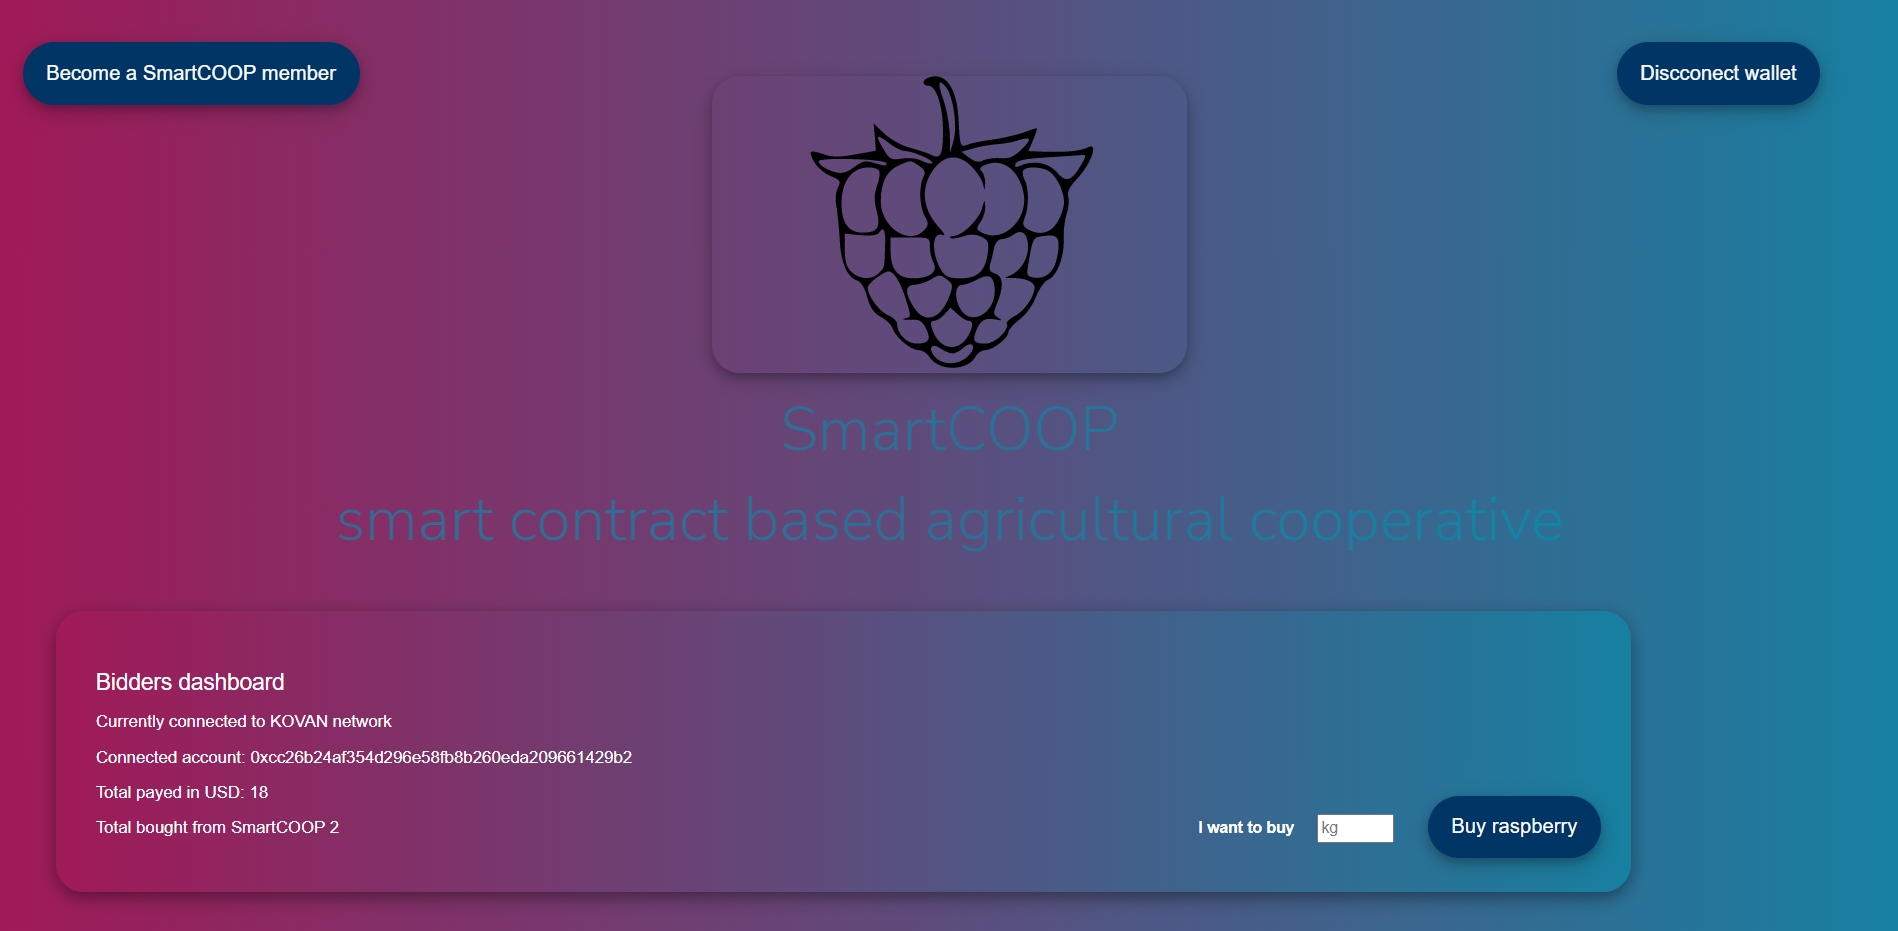 Become a SmartCOOP member
Discconect wallet
SmartCOOP
smart contract based agricultural cooperative
Bidders dashboard
Currently connected to KOVAN network
Connected account: 0xcc26b24af354d296e58fb8b260eda209661429b2
Total payed in USD: 18
Total bought from SmartCOOP 2
I want to buy kg Buy raspberry